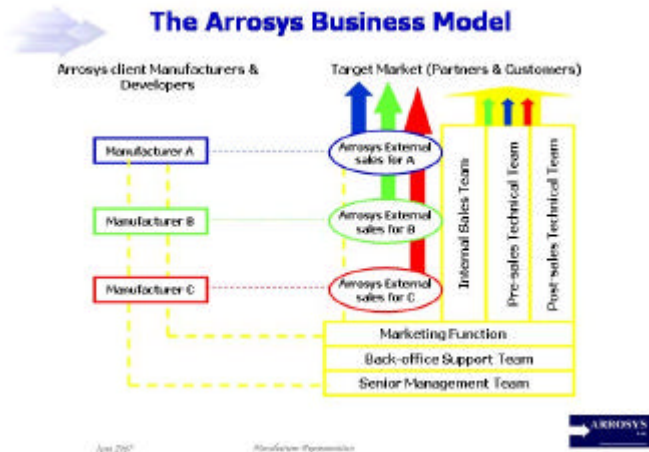 The Arrosys Business Model
Arrosys client Manufacturers &
Developers
Target Market (Partners & Customers)
Manufacturer A
Arrosys External
sales for A
Manufacturer B
Arrosys External
sales for B
Manufacturer C
Arrosys External
sales for C
Internal Sales Team
Pre-sales Technical Team
Post-sales Technical Team
Marketing Function
Back-office Support Team
Senior Management Team
ARROSYS
June 2007